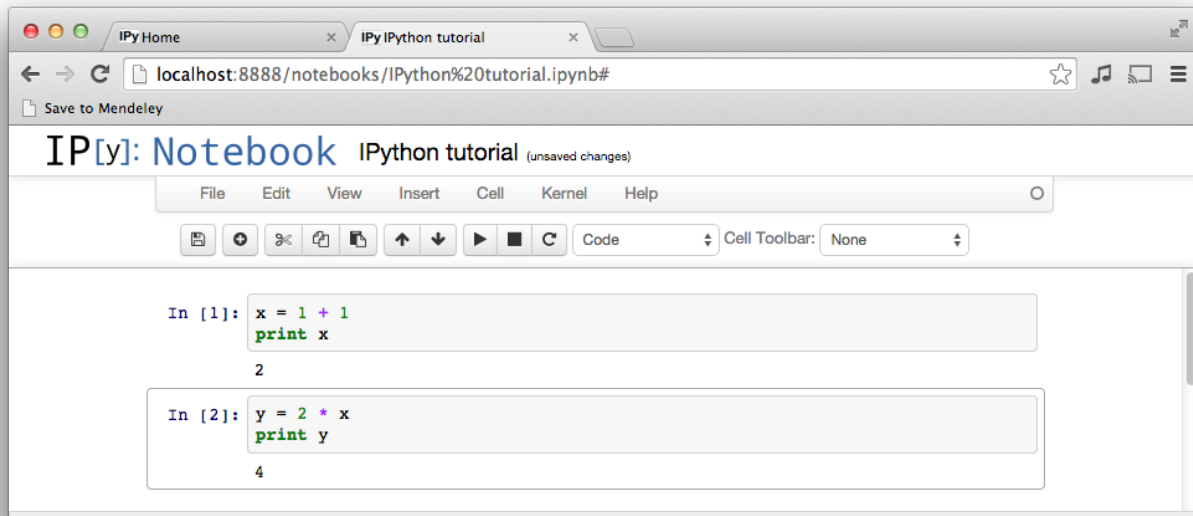 IPy Home × IPy IPython tutorial ×
localhost:8888/notebooks/IPython%20tutorial.ipynb#
Save to Mendeley
IP[y]: Notebook IPython tutorial (unsaved changes)
File Edit View Insert Cell Kernel Help
Code Cell Toolbar: None
In [1]: x = 1 + 1
print x
2
In [2]: y = 2 * x
print y
4